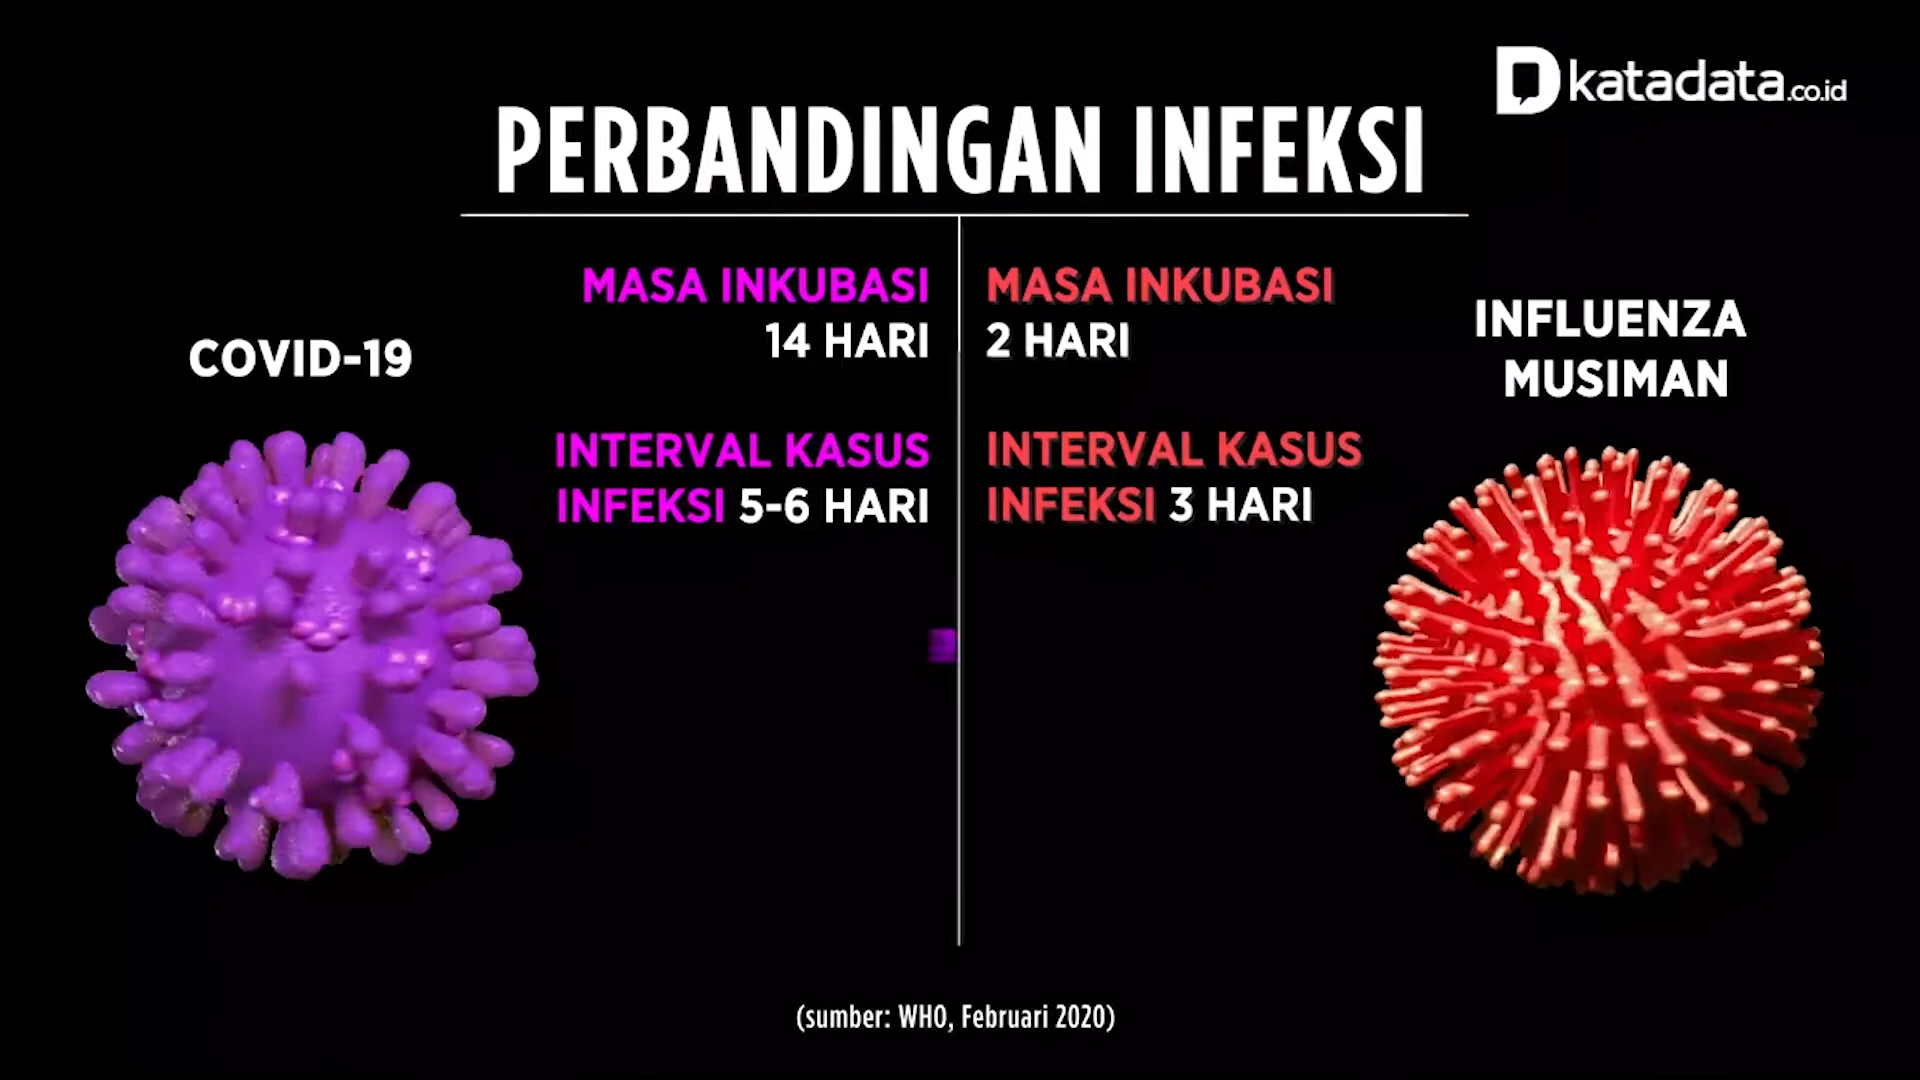 katadata.co.id
PERBANDINGAN INFEKSI
COVID-19
MASA INKUBASI
14 HARI
INTERVAL KASUS
INFEKSI 5-6 HARI
MASA INKUBASI
2 HARI
INTERVAL KASUS
INFEKSI 3 HARI
INFLUENZA
MUSIMAN
(sumber: WHO, Februari 2020)